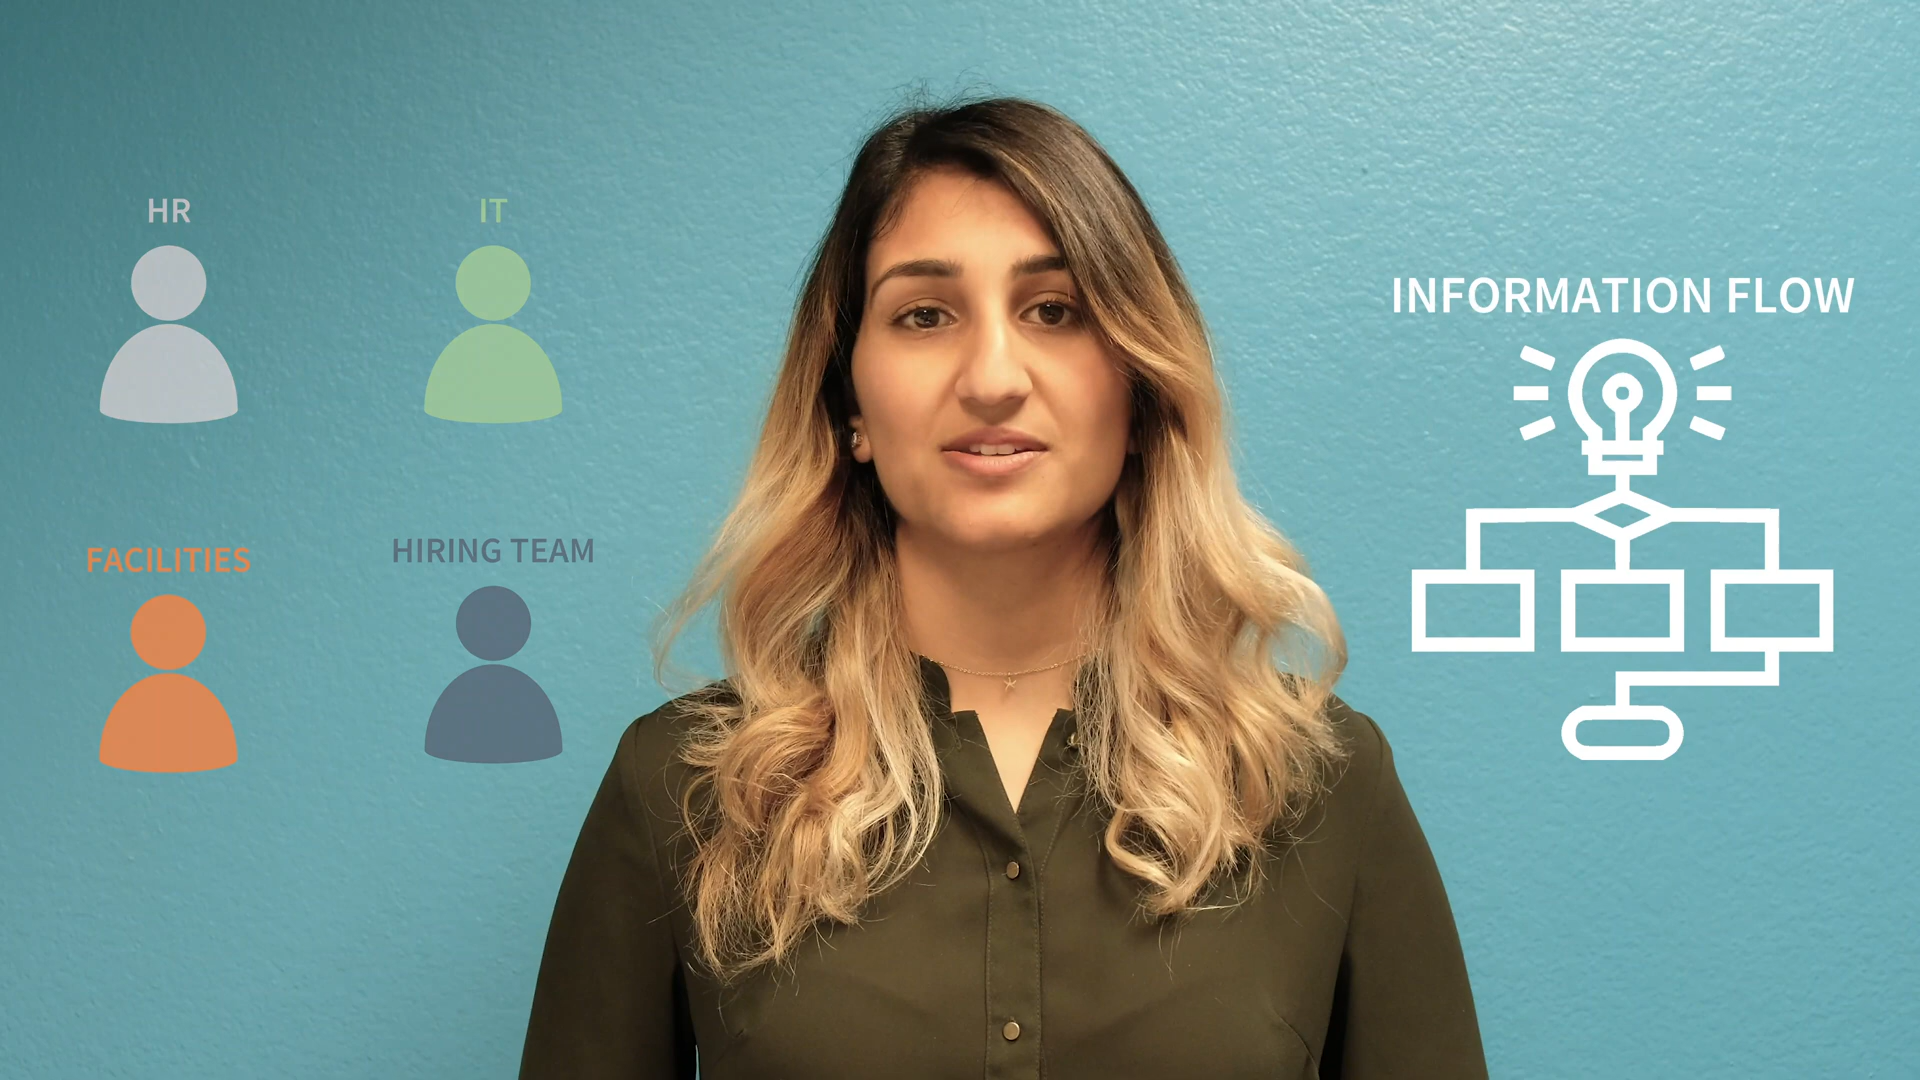 HR
IT
INFORMATION FLOW
FACILITIES
HIRING TEAM